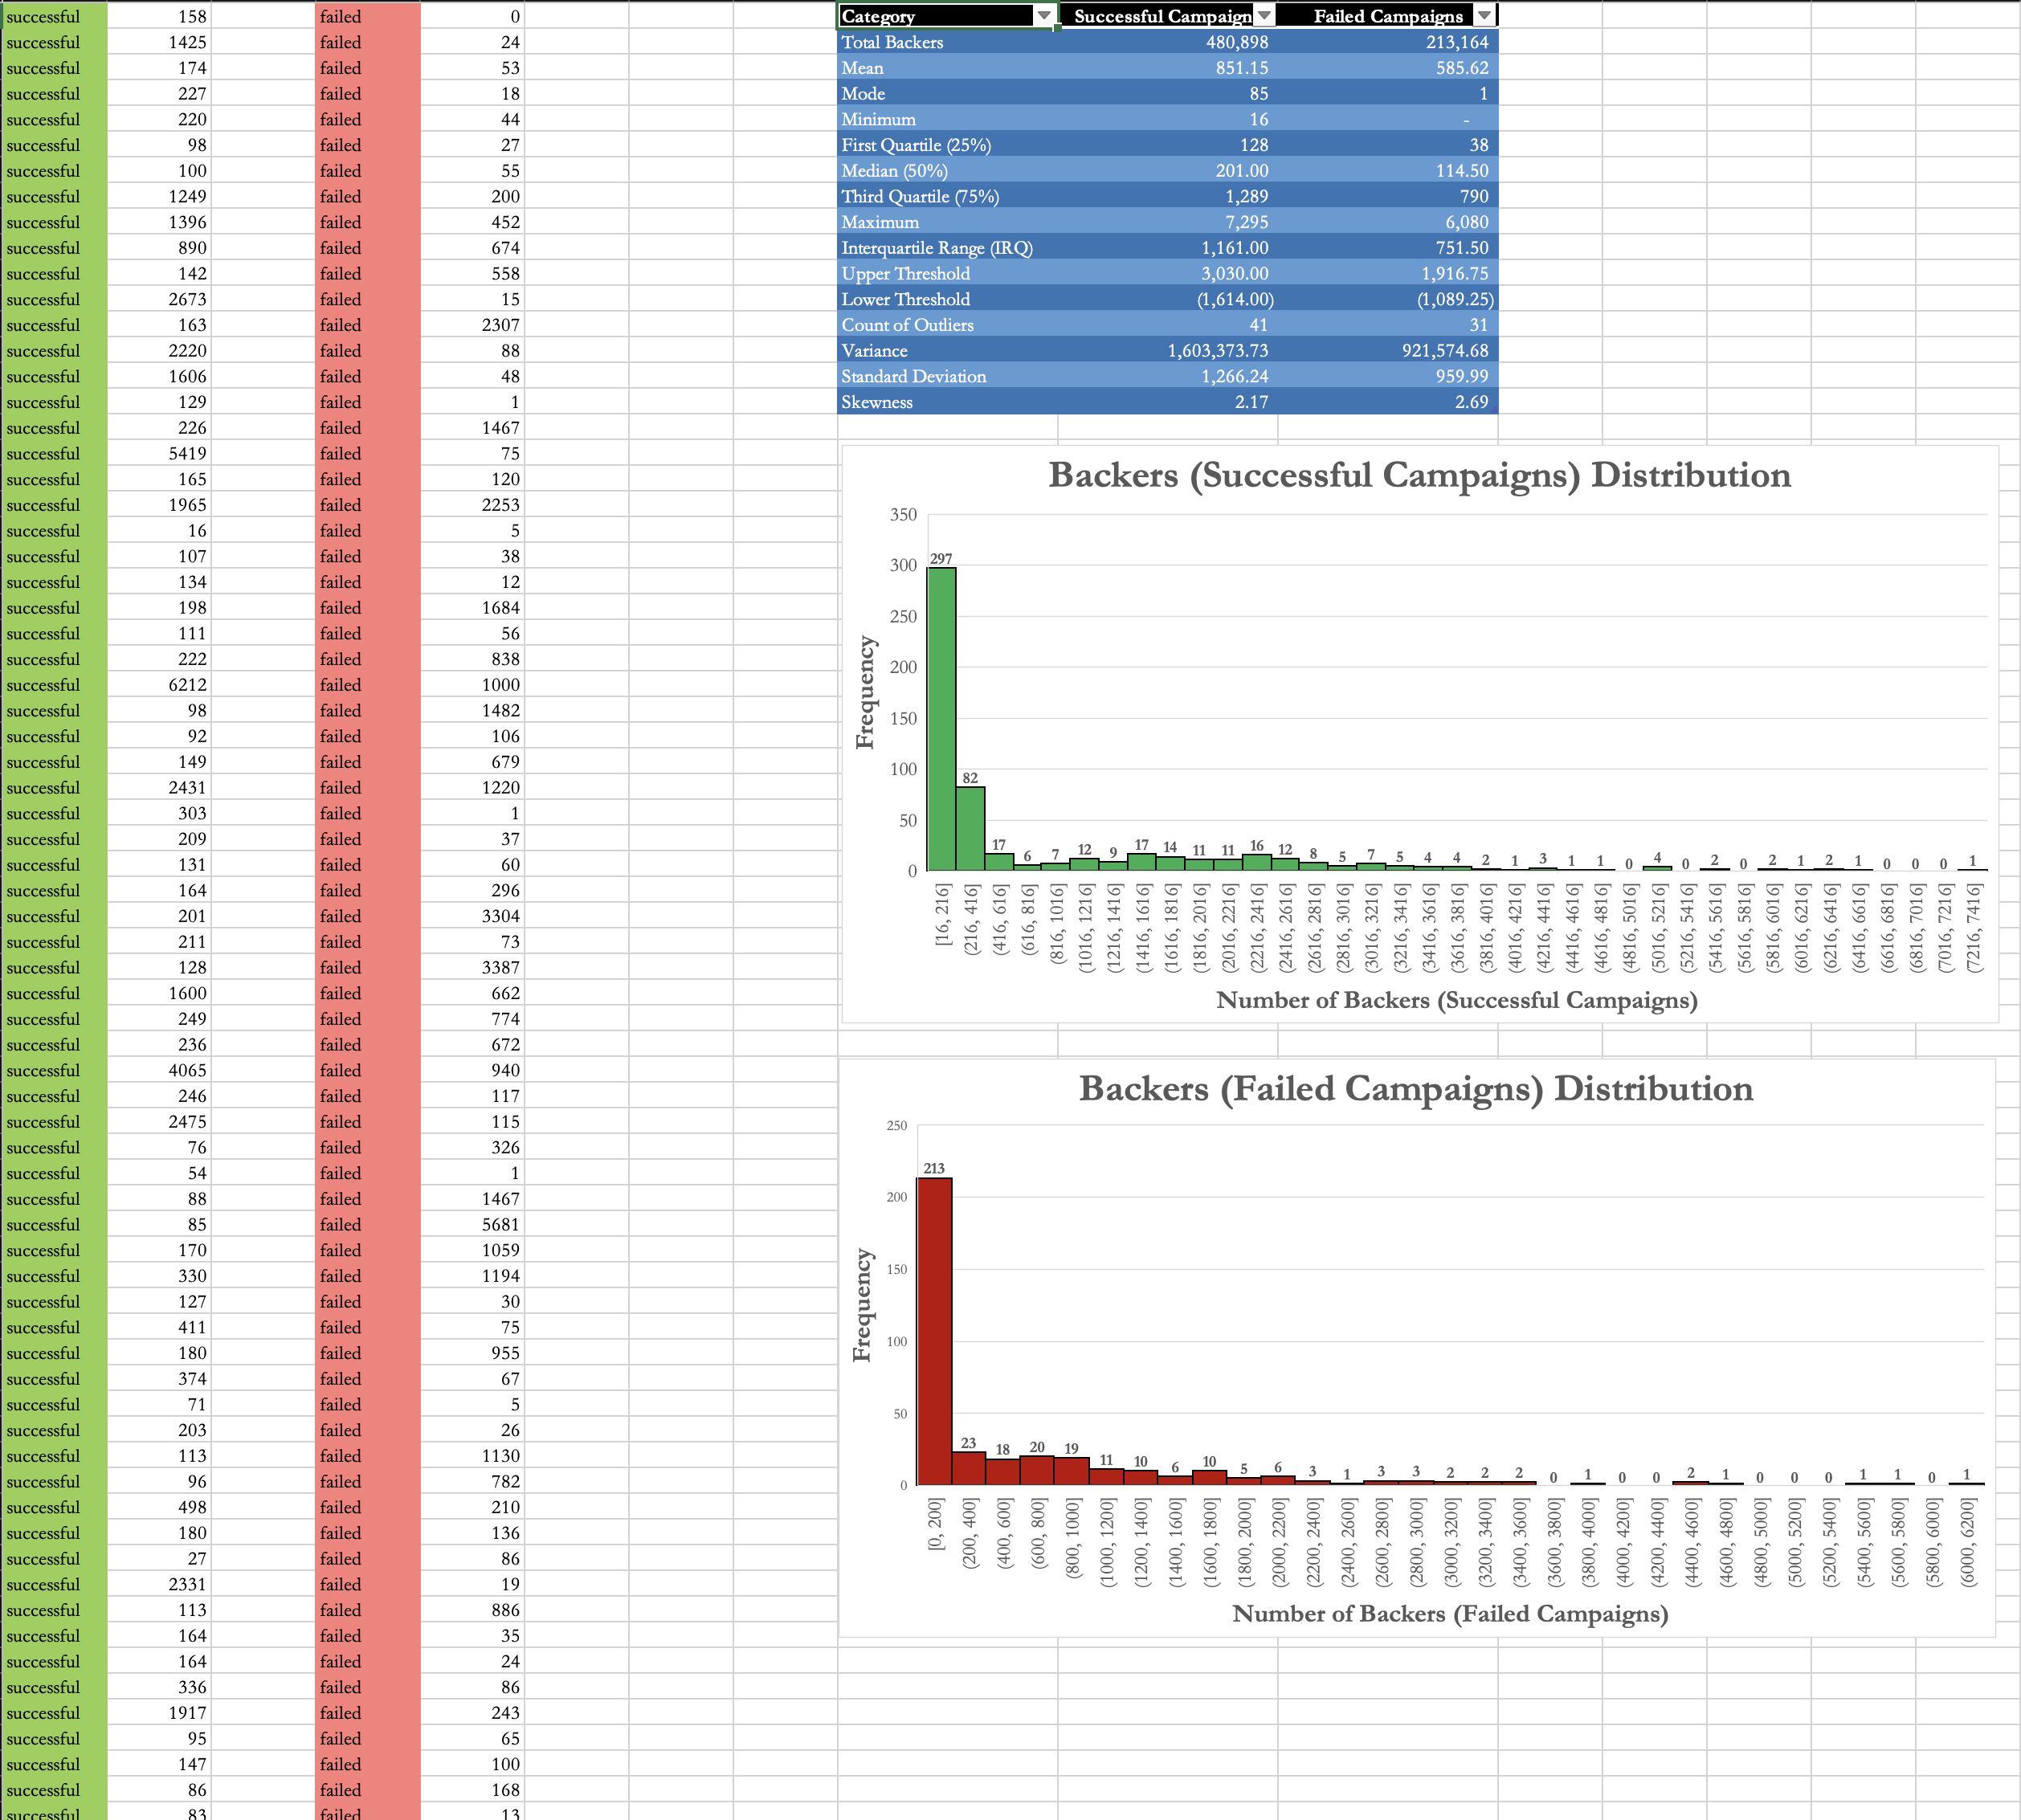 successful 158 failed 0 Category Successful Campaign Failed Campaigns
successful 1425 failed 24 Total Backers 480,898 213,164
successful 174 failed 53 Mean 851.15 585.62
successful 227 failed 18 Mode 85 1
successful 220 failed 44 Minimum 16 -
successful 98 failed 27 First Quartile (25%) 128 38
successful 100 failed 55 Median (50%) 201.00 114.50
successful 1249 failed 200 Third Quartile (75%) 1,289 790
successful 1396 failed 452 Maximum 7,295 6,080
successful 890 failed 674 Interquartile Range (IRQ) 1,161.00 751.50
successful 142 failed 558 Upper Threshold 3,030.00 1,916.75
successful 2673 failed 15 Lower Threshold (1,614.00) (1,089.25)
successful 163 failed 2307 Count of Outliers 41 31
successful 2220 failed 88 Variance 1,603,373.73 921,574.68
successful 1606 failed 48 Standard Deviation 1,266.24 959.99
successful 129 failed 1 Skewness 2.17 2.69
successful 226 failed 1467
successful 5419 failed 75
successful 165 failed 120
successful 1965 failed 2253
successful 16 failed 5
successful 107 failed 38
successful 134 failed 12
successful 198 failed 1684
successful 111 failed 56
successful 222 failed 838
successful 6212 failed 1000
successful 98 failed 1482
successful 92 failed 106
successful 149 failed 679
successful 2431 failed 1220
successful 303 failed 1
successful 209 failed 37
successful 131 failed 60
successful 164 failed 296
successful 201 failed 3304
successful 211 failed 73
successful 128 failed 3387
successful 1600 failed 662
successful 249 failed 774
successful 236 failed 672
successful 4065 failed 940
successful 246 failed 117
successful 2475 failed 115
successful 76 failed 326
successful 54 failed 1
successful 88 failed 1467
successful 85 failed 5681
successful 170 failed 1059
successful 330 failed 1194
successful 127 failed 30
successful 411 failed 75
successful 180 failed 955
successful 374 failed 67
successful 71 failed 5
successful 203 failed 26
successful 113 failed 1130
successful 96 failed 782
successful 498 failed 210
successful 180 failed 136
successful 27 failed 86
successful 2331 failed 19
successful 113 failed 886
successful 164 failed 35
successful 164 failed 24
successful 336 failed 86
successful 1917 failed 243
successful 95 failed 65
successful 147 failed 100
successful 86 failed 168
successful 83 failed 13
Backers (Successful Campaigns) Distribution
Frequency
350
300
250
200
150
100
50
0
297 82 17 6 7 12 9 17 14 11 11 16 12 8 5 7 5 4 4 2 1 3 1 1 0 4 0 2 0 2 1 2 1 0 0 0 1
[16, 216] (216, 416] (416, 616] (616, 816] (816, 1016] (1016, 1216] (1216, 1416] (1416, 1616] (1616, 1816] (1816, 2016] (2016, 2216] (2216, 2416] (2416, 2616] (2616, 2816] (2816, 3016] (3016, 3216] (3216, 3416] (3416, 3616] (3616, 3816] (3816, 4016] (4016, 4216] (4216, 4416] (4416, 4616] (4616, 4816] (4816, 5016] (5016, 5216] (5216, 5416] (5416, 5616] (5616, 5816] (5816, 6016] (6016, 6216] (6216, 6416] (6416, 6616] (6616, 6816] (6816, 7016] (7016, 7216] (7216, 7416]
Number of Backers (Successful Campaigns)
Backers (Failed Campaigns) Distribution
Frequency
250
200
150
100
50
0
213 23 18 20 19 11 10 6 10 5 6 3 1 3 3 2 2 2 0 1 0 0 2 1 0 0 0 1 1 0 1
[0, 200] (200, 400] (400, 600] (600, 800] (800, 1000] (1000, 1200] (1200, 1400] (1400, 1600] (1600, 1800] (1800, 2000] (2000, 2200] (2200, 2400] (2400, 2600] (2600, 2800] (2800, 3000] (3000, 3200] (3200, 3400] (3400, 3600] (3600, 3800] (3800, 4000] (4000, 4200] (4200, 4400] (4400, 4600] (4600, 4800] (4800, 5000] (5000, 5200] (5200, 5400] (5400, 5600] (5600, 5800] (5800, 6000] (6000, 6200]
Number of Backers (Failed Campaigns)